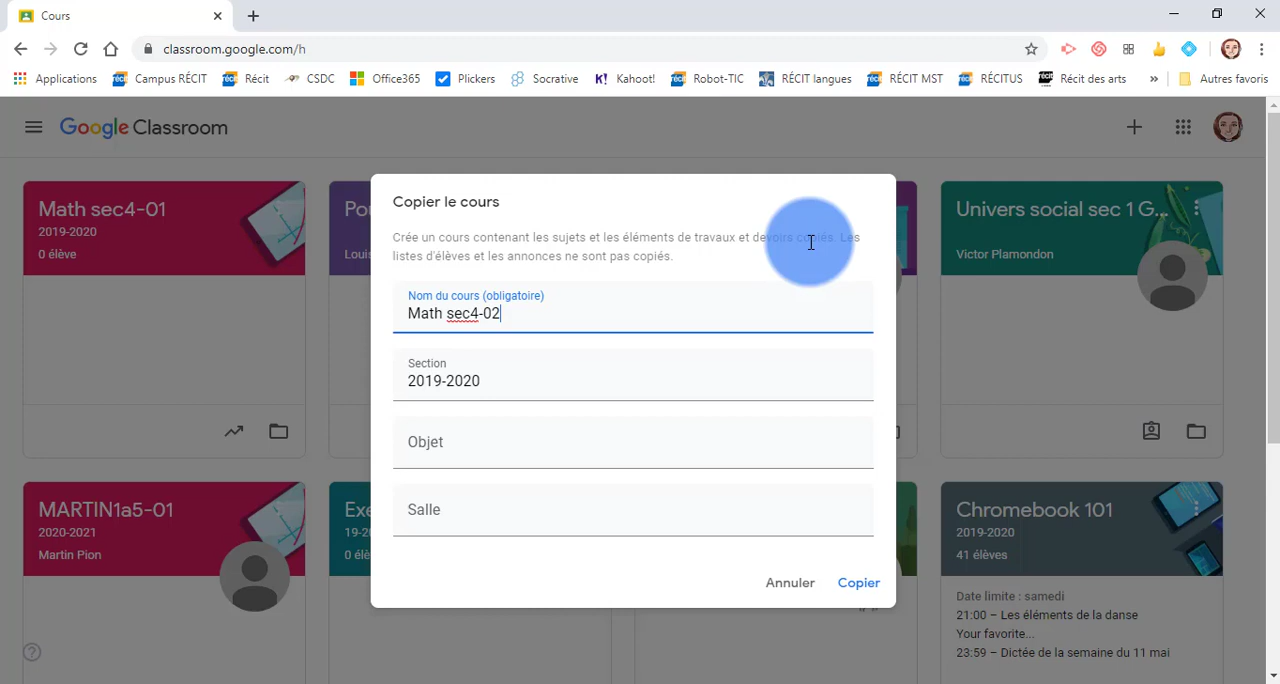 Cours
classroom.google.com/h
Applications Campus RÉCIT Récit CSDC Office365 Plickers Socrative Kahoot! Robot TIC RÉCIT langues RÉCIT MST RÉCITUS Récit des arts » Autres favoris
Google Classroom
Math sec4-01
2019-2020
0 élève
Univers social sec 1 G...
Victor Plamondon
Copier le cours
Crée un cours contenant les sujets et les éléments de travaux et devoirs copiés. Les
listes d'élèves et les annonces ne sont pas copiés.
Nom du cours (obligatoire)
Math sec4-02
Section
2019-2020
Objet
Salle
Annuler Copier
MARTIN1a5-01
2020-2021
Martin Pion
Exe
19-2
0 élè
Chromebook 101
2019-2020
41 élèves
Date limite : samedi
21:00 – Les éléments de la danse
Your favorite...
23:59 – Dictée de la semaine du 11 mai